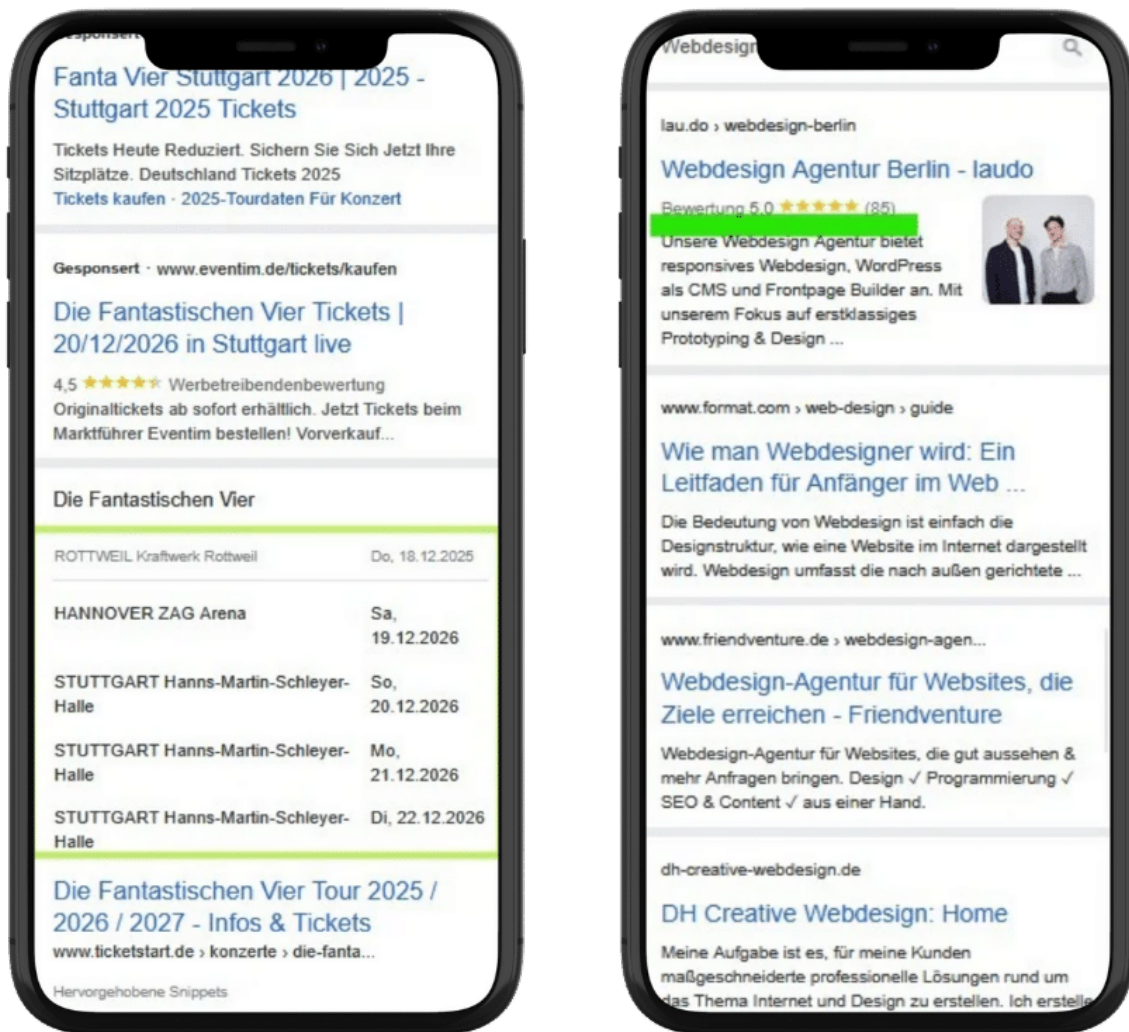 Gesponsert
Fanta Vier Stuttgart 2026 | 2025 -
Stuttgart 2025 Tickets
Tickets Heute Reduziert. Sichern Sie Sich Jetzt Ihre
Sitzplätze. Deutschland Tickets 2025
Tickets kaufen · 2025-Tourdaten Für Konzert
Gesponsert · www.eventim.de/tickets/kaufen
Die Fantastischen Vier Tickets |
20/12/2026 in Stuttgart live
4,5 ★★★★★ Werbetreibendenbewertung
Originaltickets ab sofort erhältlich. Jetzt Tickets beim
Marktführer Eventim bestellen! Vorverkauf...
Die Fantastischen Vier
ROTTWEIL Kraftwerk Rottweil Do, 18.12.2025
HANNOVER ZAG Arena Sa,
19.12.2026
STUTTGART Hanns-Martin-Schleyer- So,
Halle 20.12.2026
STUTTGART Hanns-Martin-Schleyer- Mo,
Halle 21.12.2026
STUTTGART Hanns-Martin-Schleyer- Di, 22.12.2026
Halle
Die Fantastischen Vier Tour 2025 /
2026 / 2027 - Infos & Tickets
www.ticketstart.de › konzerte › die-fanta...
Hervorgehobene Snippets
Webdesign
lau.do › webdesign-berlin
Webdesign Agentur Berlin - laudo
Bewertung 5,0 ★★★★★ (85)
Unsere Webdesign Agentur bietet
responsives Webdesign, WordPress
als CMS und Frontpage Builder an. Mit
unserem Fokus auf erstklassiges
Prototyping & Design ...
www.format.com › web-design › guide
Wie man Webdesigner wird: Ein
Leitfaden für Anfänger im Web ...
Die Bedeutung von Webdesign ist einfach die
Designstruktur, wie eine Website im Internet dargestellt
wird. Webdesign umfasst die nach außen gerichtete ...
www.friendventure.de › webdesign-agen...
Webdesign-Agentur für Websites, die
Ziele erreichen - Friendventure
Webdesign-Agentur für Websites, die gut aussehen &
mehr Anfragen bringen. Design ✓ Programmierung ✓
SEO & Content ✓ aus einer Hand.
dh-creative-webdesign.de
DH Creative Webdesign: Home
Meine Aufgabe ist es, für meine Kunden
maßgeschneiderte professionelle Lösungen rund um
das Thema Internet und Design zu erstellen. Ich erstelle